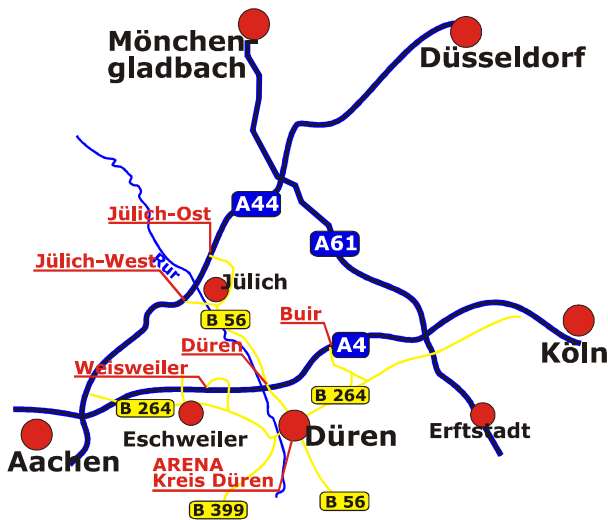 Mönchen-
gladbach
Düsseldorf
A44
Jülich-Ost
A61
Jülich-West
Rur
Jülich
B 56
Buir
A4
Köln
Düren
Weisweiler
B 264
B 264
Eschweiler
Düren
Erftstadt
Aachen
ARENA
Kreis Düren
B 399
B 56